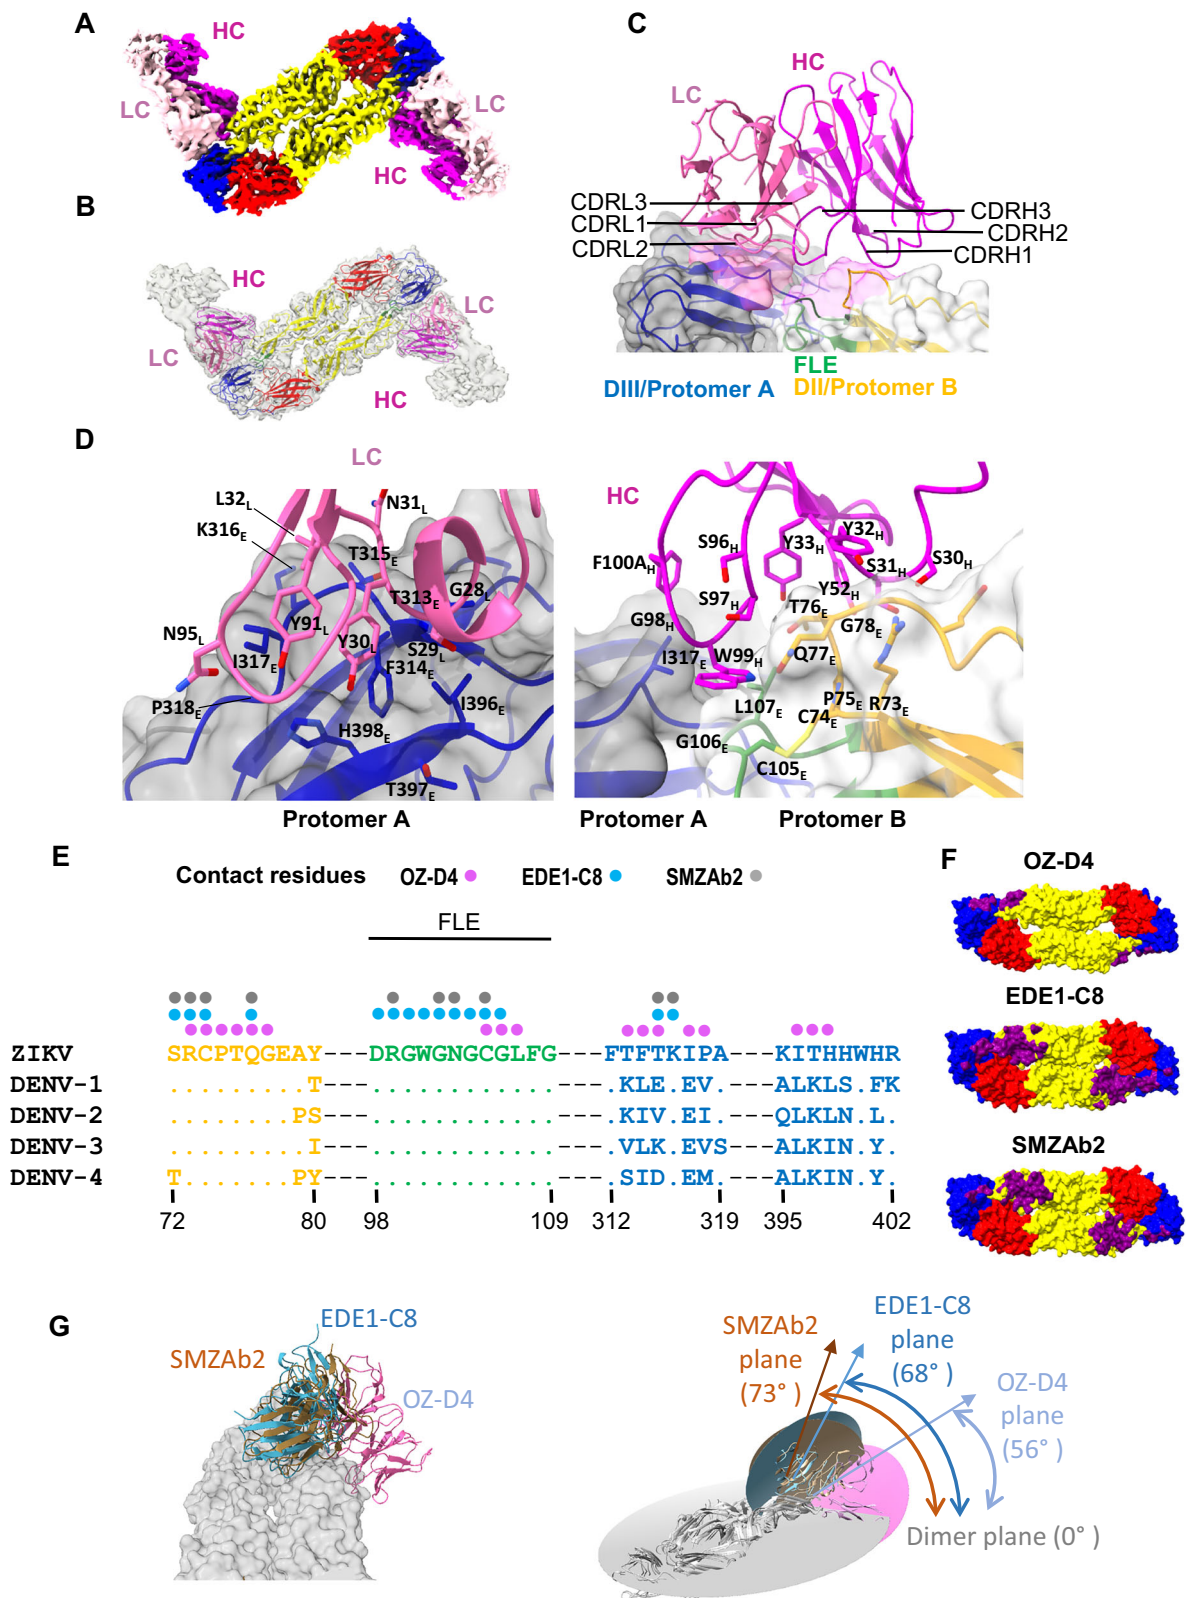 A
HC
LC
LC
HC
B
HC
LC
LC
HC
C
HC
LC
CDRL3
CDRL1
CDRL2
CDRH3
CDRH2
CDRH1
FLE
DIII/Protomer A
DII/Protomer B
D
LC
L32L
N31L
K316E
T315E
T313E
G28L
N95L
Y91L
Y30L
S29L
I317E
F314E
P318E
I396E
H398E
T397E
Protomer A
HC
Y32H
S96H
Y33H
F100AH
S31H
S30H
S97H
Y52H
T76E
G98H
G78E
I317E
W99H
Q77E
L107E
P75E
R73E
C74E
G106E
C105E
Protomer A
Protomer B
E
Contact residues OZ-D4 EDE1-C8 SMZAb2
FLE
ZIKV SRCPTQGEAY---DRGWGNGCGLFG---FTFTKIPA---KITHHWHR
DENV-1 .........T---............---.KLE.EV.---ALKLS.FK
DENV-2 ........PS---............---.KIV.EI.---QLKLN.L.
DENV-3 .........I---............---.VLK.EVS---ALKIN.Y.
DENV-4 T.......PY---............---.SID.EM.---ALKIN.Y.
72 80 98 109 312 319 395 402
F
OZ-D4
EDE1-C8
SMZAb2
G
EDE1-C8
SMZAb2
OZ-D4
SMZAb2
plane
(73° )
EDE1-C8
plane
(68° )
OZ-D4
plane
(56° )
Dimer plane (0° )